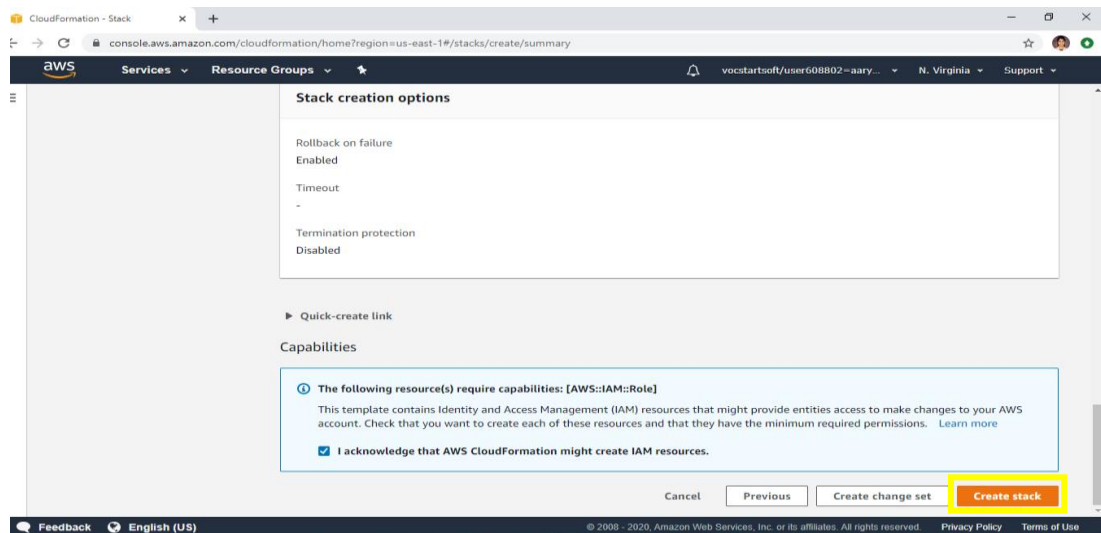 CloudFormation - Stack
console.aws.amazon.com/cloudformation/home?region=us-east-1#/stacks/create/summary
aws Services Resource Groups vocstartsoft/user608802=aary... N. Virginia Support
Stack creation options
Rollback on failure
Enabled
Timeout
-
Termination protection
Disabled
Quick-create link
Capabilities
The following resource(s) require capabilities: [AWS::IAM::Role]
This template contains Identity and Access Management (IAM) resources that might provide entities access to make changes to your AWS
account. Check that you want to create each of these resources and that they have the minimum required permissions. Learn more
I acknowledge that AWS CloudFormation might create IAM resources.
Cancel Previous Create change set Create stack
Feedback English (US) © 2008 - 2020, Amazon Web Services, Inc. or its affiliates. All rights reserved. Privacy Policy Terms of Use